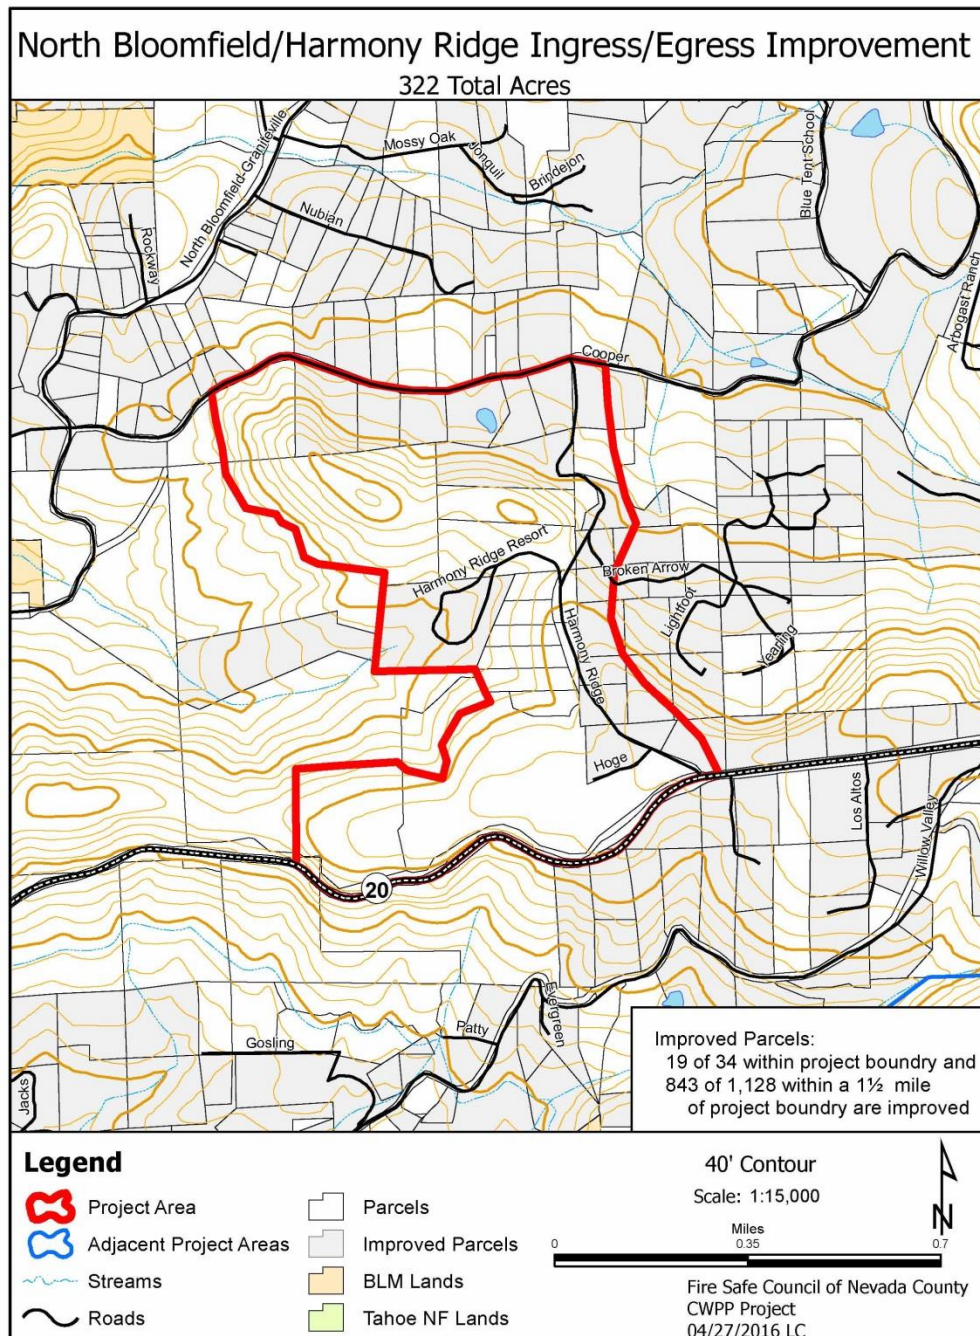 North Bloomfield/Harmony Ridge Ingress/Egress Improvement
322 Total Acres
North Bloomfield-Graniteville
Mossy Oak
Jonquil
Brindejon
Blue Tent School
Nubian
Rockway
Arbogast Ranch
Cooper
Harmony Ridge Resort
Broken Arrow
Lightfoot
Harmony Ridge
Yearling
Hoge
Los Altos
Willow Valley
20
Evergreen
Patty
Gosling
Jacks
Improved Parcels:
19 of 34 within project boundry and
843 of 1,128 within a 1½ mile
of project boundry are improved
Legend
Project Area
Adjacent Project Areas
Streams
Roads
Parcels
Improved Parcels
BLM Lands
Tahoe NF Lands
40' Contour
Scale: 1:15,000
Miles
0 0.35 0.7
N
Fire Safe Council of Nevada County
CWPP Project
04/27/2016 LC